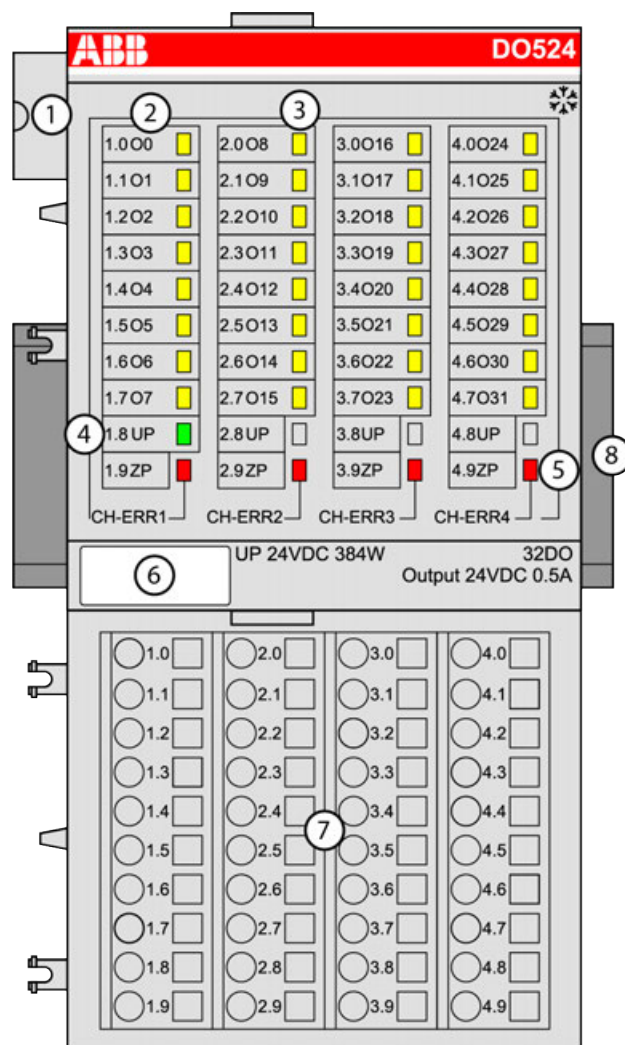 ABB DO524
① ② ③
1.0O0 2.0O8 3.0O16 4.0O24
1.1O1 2.1O9 3.1O17 4.1O25
1.2O2 2.2O10 3.2O18 4.2O26
1.3O3 2.3O11 3.3O19 4.3O27
1.4O4 2.4O12 3.4O20 4.4O28
1.5O5 2.5O13 3.5O21 4.5O29
1.6O6 2.6O14 3.6O22 4.6O30
1.7O7 2.7O15 3.7O23 4.7O31
④ 1.8UP 2.8UP 3.8UP 4.8UP ⑧
1.9ZP 2.9ZP 3.9ZP 4.9ZP ⑤
CH-ERR1 CH-ERR2 CH-ERR3 CH-ERR4
⑥ UP 24VDC 384W 32DO
Output 24VDC 0.5A
1.0 2.0 3.0 4.0
1.1 2.1 3.1 4.1
1.2 2.2 3.2 4.2
1.3 2.3 3.3 4.3
1.4 2.4 3.4 4.4
⑦
1.5 2.5 3.5 4.5
1.6 2.6 3.6 4.6
1.7 2.7 3.7 4.7
1.8 2.8 3.8 4.8
1.9 2.9 3.9 4.9